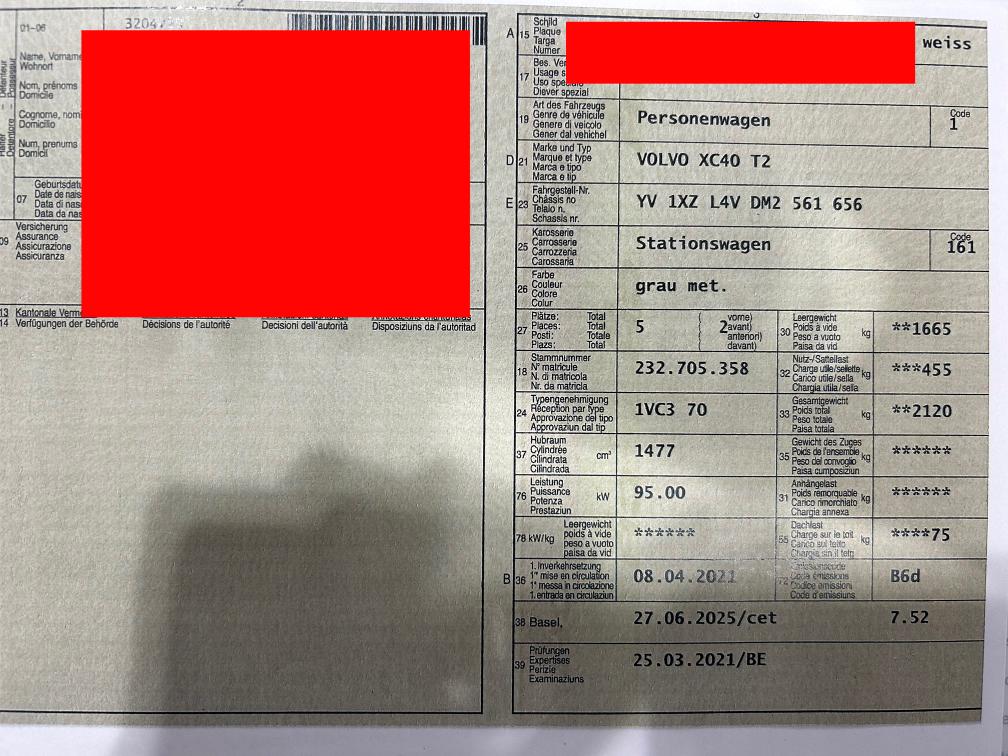 2
01-06
3204
Name, Vorname
Wohnort
Nom, prénoms
Domicile
Cognome, nom
Domicilio
Num, prenums
Domicil
07
Geburtsdatu
Date de nais
Data di nas
Data da nas
09
Versicherung
Assurance
Assicurazione
Assicuranza
13 Kantonale Verm
14 Verfügungen der Behörde Décisions de l'autorité Decisioni dell'autorità Disposiziuns da l'autoritad
3
A 15 Schild
Plaque
Targa
Numer
weiss
17 Bes. Ver
Usage s
Uso speciale
Diever spezial
19 Art des Fahrzeugs
Genre de véhicule
Genere di veicolo
Gener dal vehichel
Personenwagen
Code
1
D 21 Marke und Typ
Marque et type
Marca e tipo
Marca e tip
VOLVO XC40 T2
E 23 Fahrgestell-Nr.
Châssis no
Telaio n.
Schassis nr.
YV 1XZ L4V DM2 561 656
25 Karosserie
Carrosserie
Carrozzeria
Carossaria
Stationswagen
Code
161
26 Farbe
Couleur
Colore
Colur
grau met.
27 Plätze: Total
Places: Total
Posti: Totale
Plazs: Total
5
( vorne)
( 2 avant)
( anteriori)
( davant)
30 Leergewicht
Poids à vide
Peso a vuoto
Paisa da vid
kg
**1665
18 Stammnummer
N° matricule
N. di matricola
Nr. da matricla
232.705.358
32 Nutz-/Sattellast
Charge utile/sellette
Carico utile/sella
Chargia utila/sella
kg
***455
24 Typengenehmigung
Réception par type
Approvazione del tipo
Approvaziun dal tip
1VC3 70
33 Gesamtgewicht
Poids total
Peso totale
Paisa totala
kg
**2120
37 Hubraum
Cylindrée
Cilindrata
Cilindrada
cm³
1477
35 Gewicht des Zuges
Poids de l'ensemble
Peso del convoglio
Paisa cumposiziun
kg
******
76 Leistung
Puissance
Potenza
Prestaziun
kW
95.00
31 Anhängelast
Poids remorquable
Carico rimorchiato
Chargia annexa
kg
******
78 kW/kg
Leergewicht
poids à vide
peso a vuoto
paisa da vid
******
55 Dachlast
Charge sur le toit
Carico sul tetto
Chargia sin il tetg
kg
****75
B 36 1. Inverkehrsetzung
1re mise en circulation
1a messa in circolazione
1. entrada en circulaziun
08.04.2021
72 Emissionscode
Code émissions
Codice emissioni
Code d'emissiuns
B6d
38 Basel,
27.06.2025/cet
7.52
39 Prüfungen
Expertises
Perizie
Examinaziuns
25.03.2021/BE